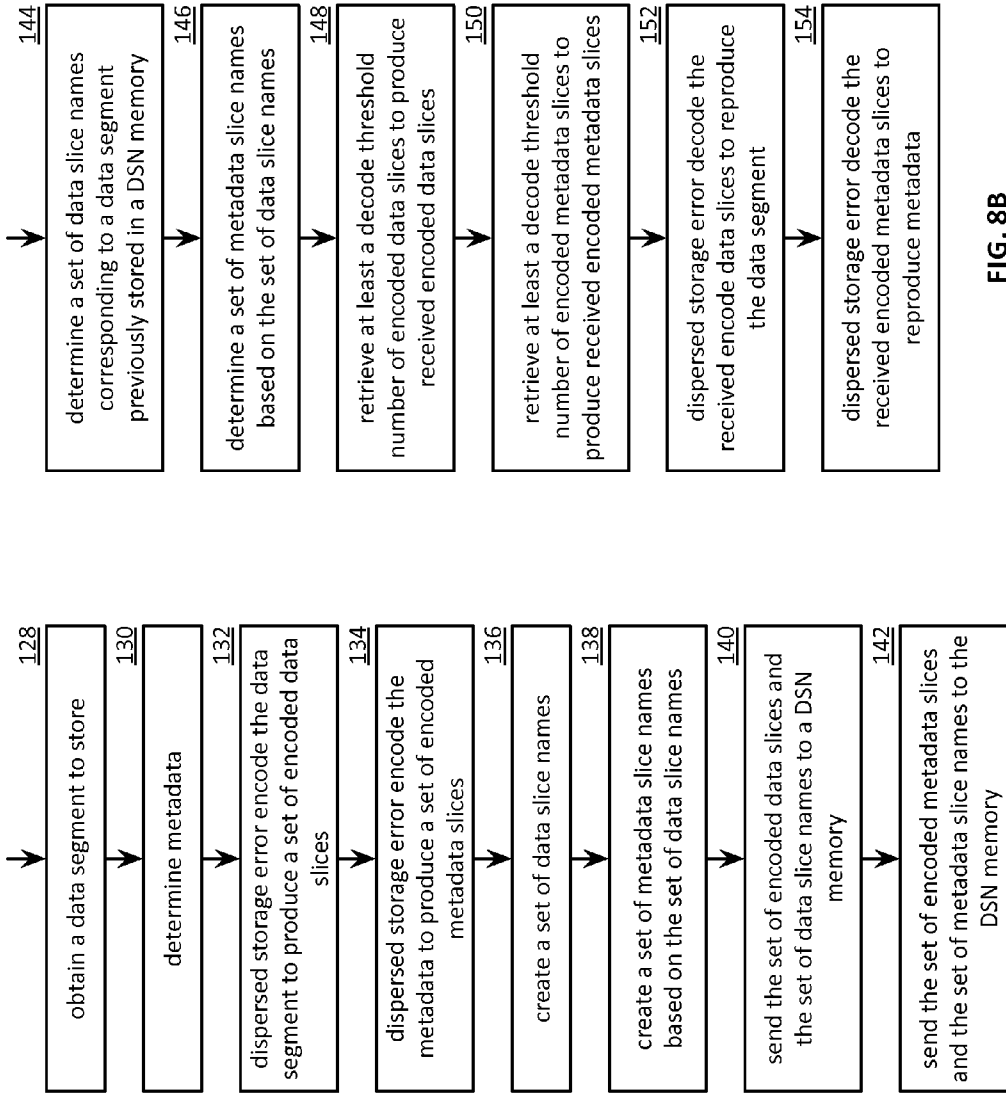 128
obtain a data segment to store
130
determine metadata
132
dispersed storage error encode the data
segment to produce a set of encoded data
slices
134
dispersed storage error encode the
metadata to produce a set of encoded
metadata slices
136
create a set of data slice names
138
create a set of metadata slice names
based on the set of data slice names
140
send the set of encoded data slices and
the set of data slice names to a DSN
memory
142
send the set of encoded metadata slices
and the set of metadata slice names to the
DSN memory
144
determine a set of data slice names
corresponding to a data segment
previously stored in a DSN memory
146
determine a set of metadata slice names
based on the set of data slice names
148
retrieve at least a decode threshold
number of encoded data slices to produce
received encoded data slices
150
retrieve at least a decode threshold
number of encoded metadata slices to
produce received encoded metadata slices
152
dispersed storage error decode the
received encode data slices to reproduce
the data segment
154
dispersed storage error decode the
received encoded metadata slices to
reproduce metadata
FIG. 8B